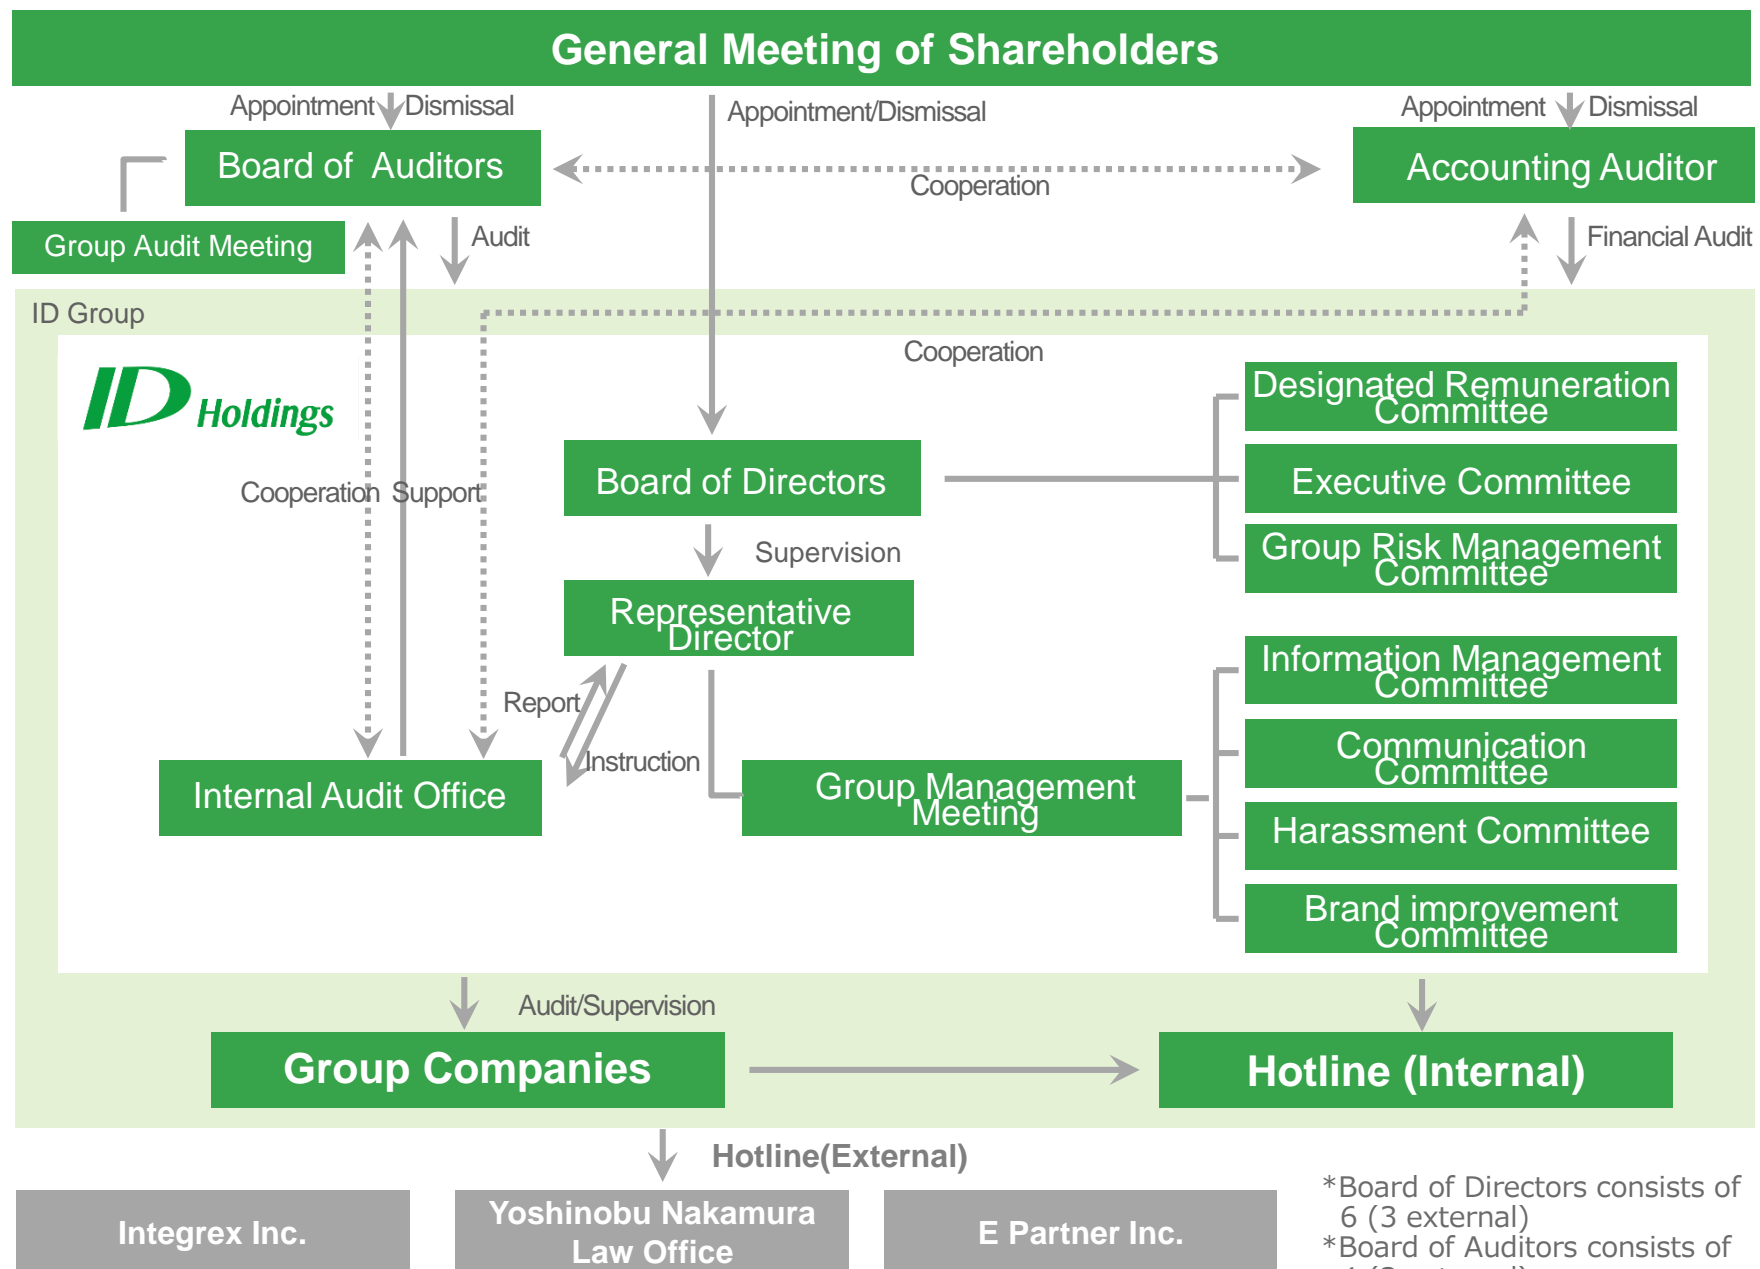 General Meeting of Shareholders
Appointment Dismissal
Appointment/Dismissal
Appointment Dismissal
Board of Auditors
Cooperation
Accounting Auditor
Group Audit Meeting
Audit
Financial Audit
ID Group
Cooperation
ID Holdings
Designated Remuneration
Committee
Cooperation Support
Board of Directors
Executive Committee
Group Risk Management
Committee
Supervision
Representative
Director
Information Management
Committee
Report
Instruction
Communication
Committee
Internal Audit Office
Group Management
Meeting
Harassment Committee
Brand improvement
Committee
Audit/Supervision
Group Companies
Hotline (Internal)
Hotline(External)
Integrex Inc.
Yoshinobu Nakamura
Law Office
E Partner Inc.
*Board of Directors consists of
6 (3 external)
*Board of Auditors consists of